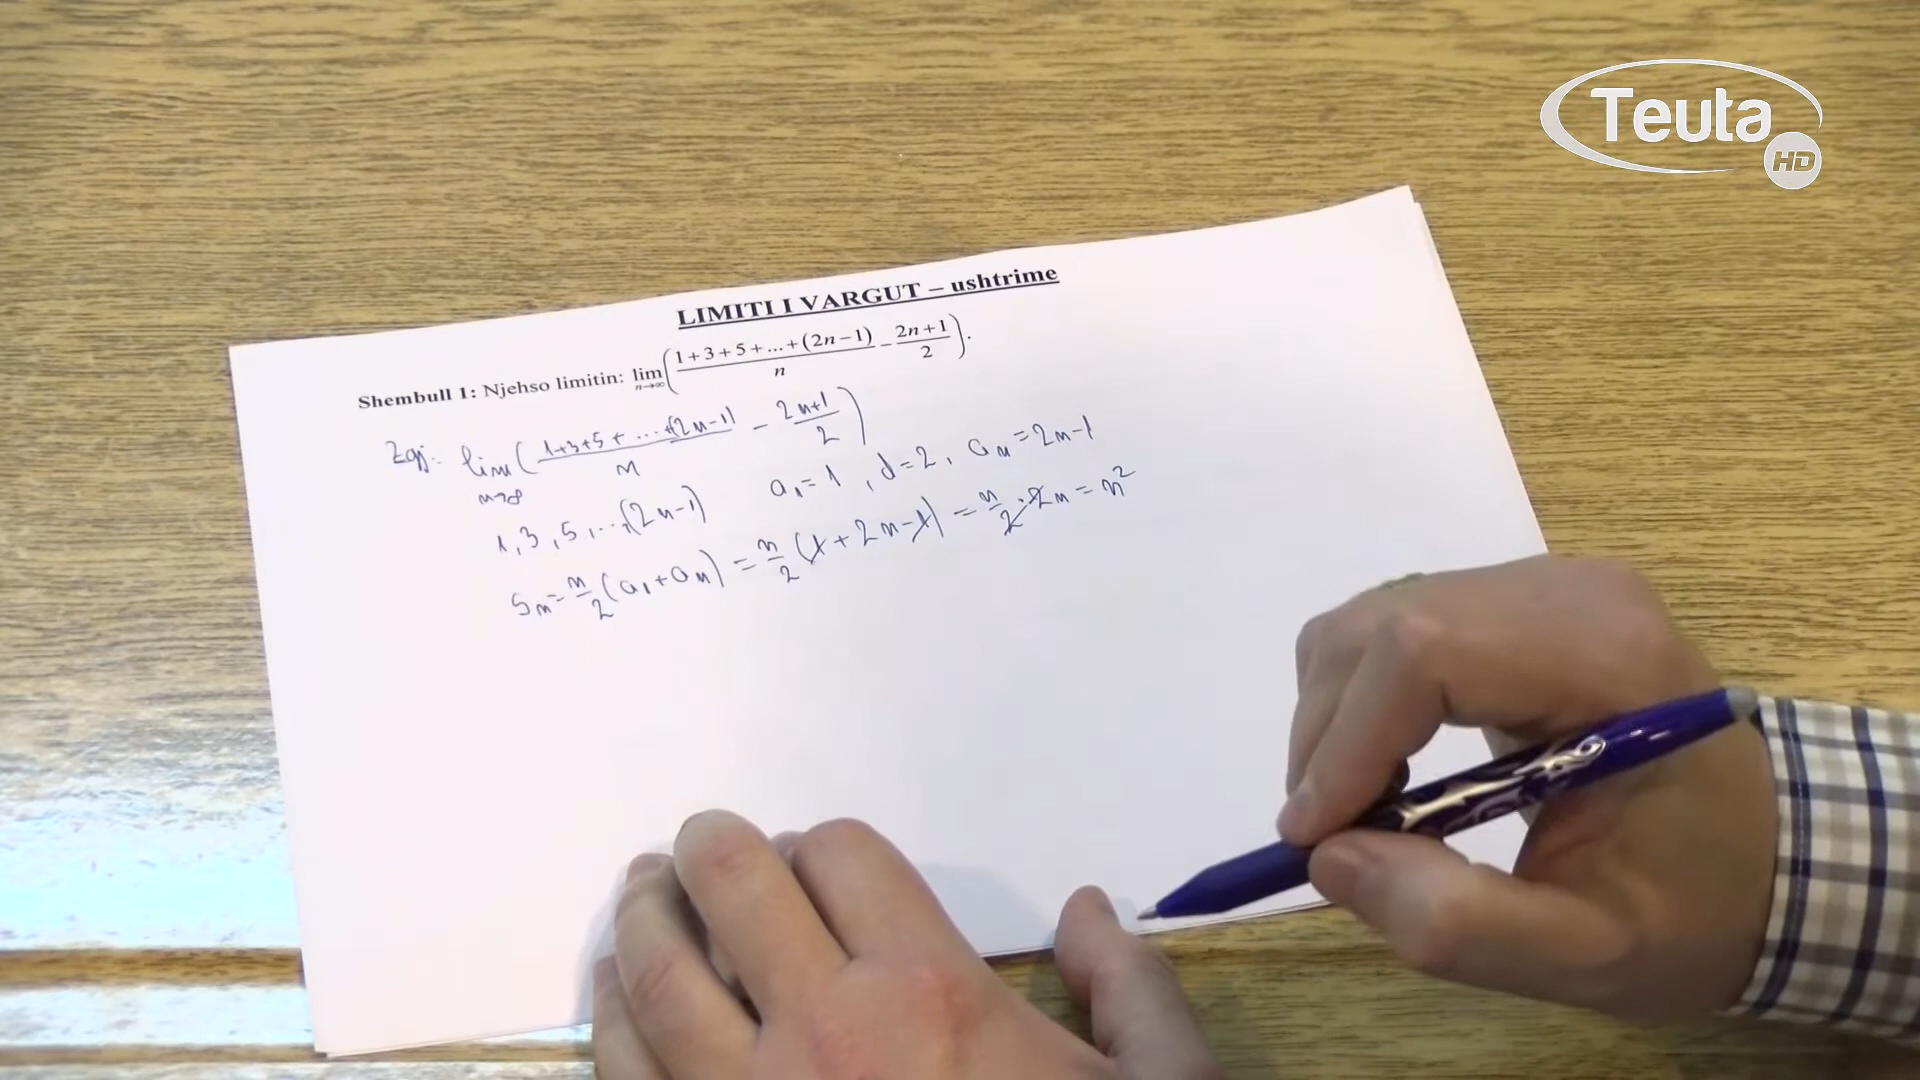 Teuta
HD
LIMITI I VARGUT – ushtrime
Shembull 1: Njehso limitin: lim n→∞ ( (1+3+5+...+(2n−1))/n − (2n+1)/2 ).
Zgj: lim n→∞ ( (1+3+5+...+(2n-1))/n − (2n+1)/2 )
1, 3, 5, ..., (2n-1) a₁=1, d=2, aₙ=2n-1
Sₙ = n/2 (a₁+aₙ) = n/2 (1+2n-1) = n/2 · 2n = n²